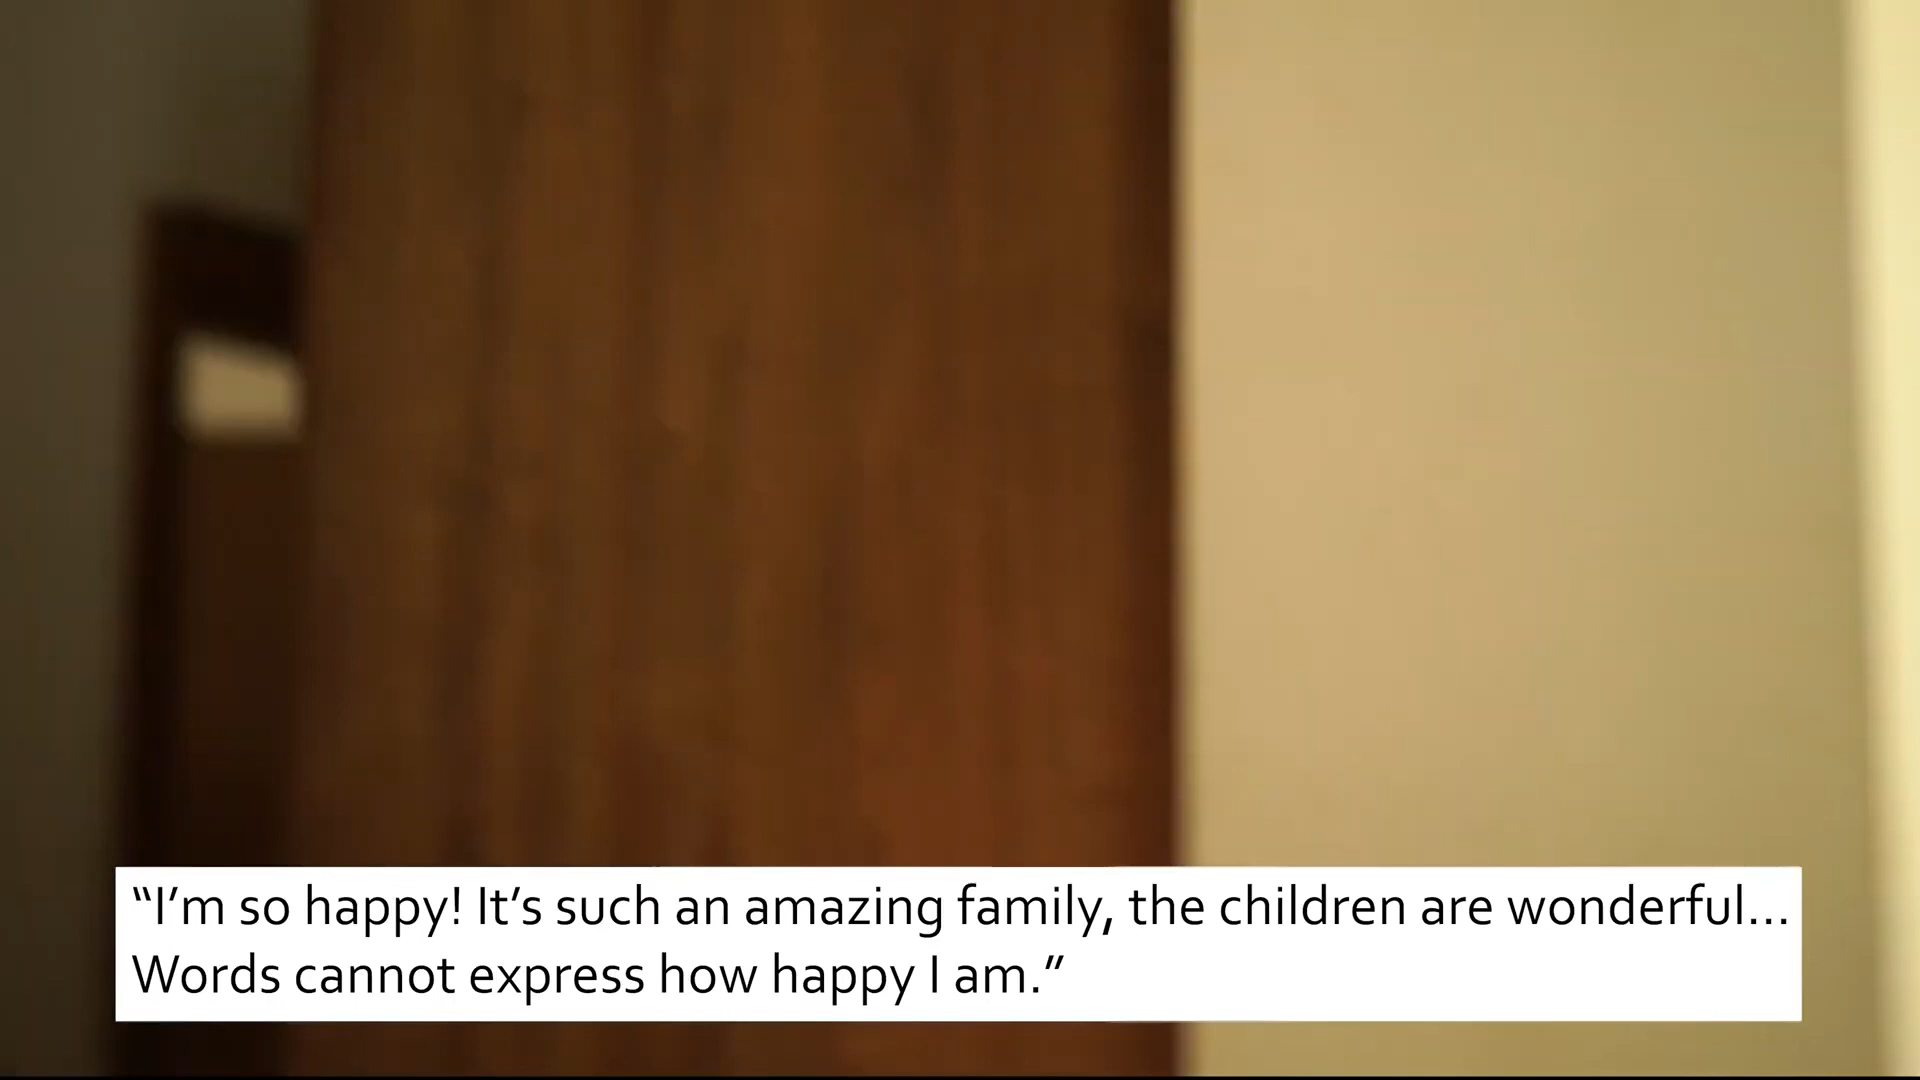 “I’m so happy! It’s such an amazing family, the children are wonderful...
Words cannot express how happy I am.”